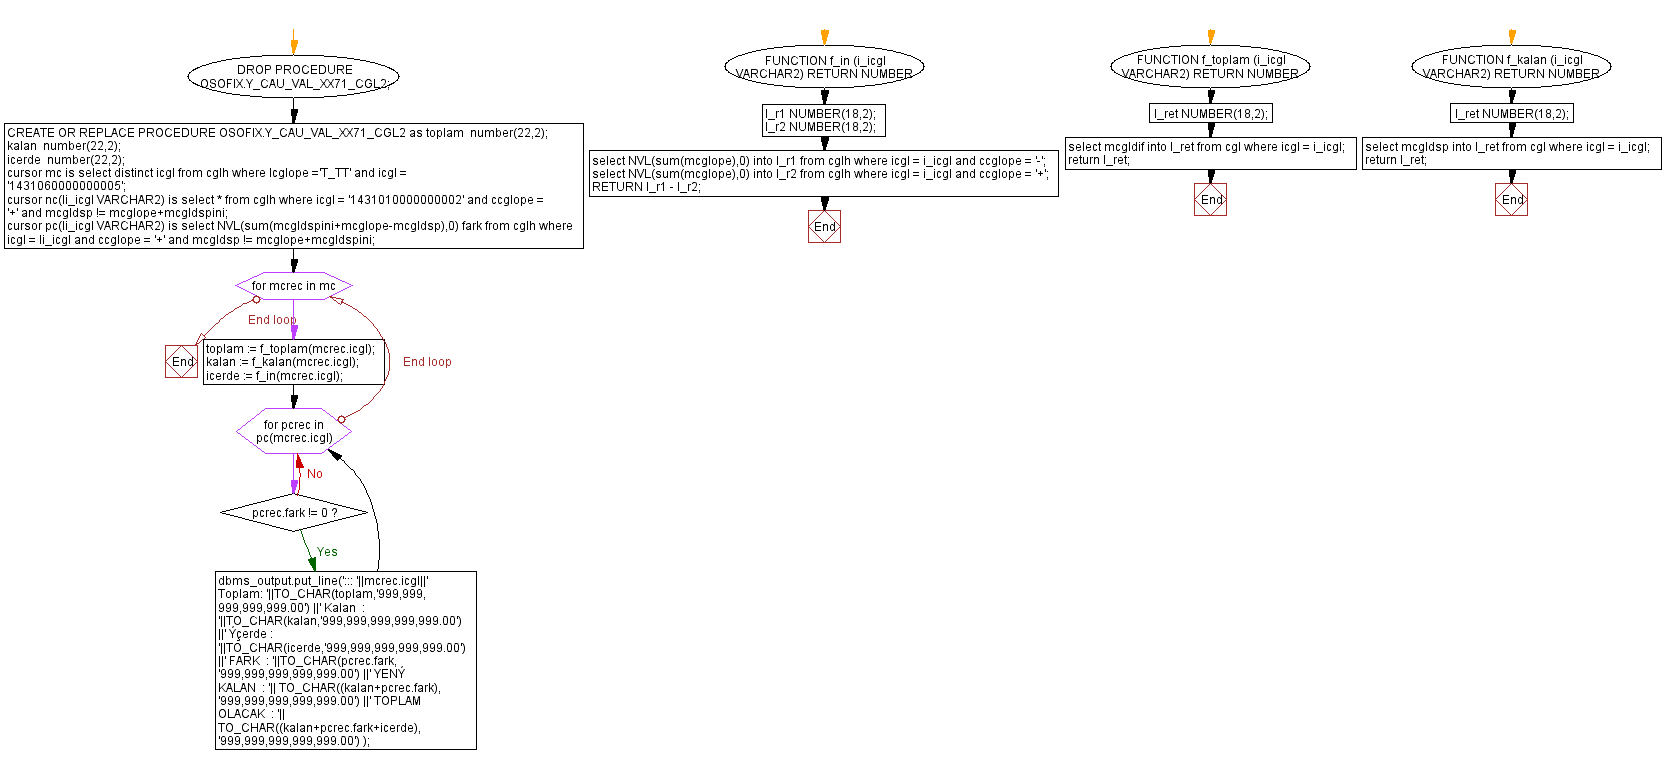 DROP PROCEDURE
OSOFIX.Y_CAU_VAL_XX71_CGL2;
CREATE OR REPLACE PROCEDURE OSOFIX.Y_CAU_VAL_XX71_CGL2 as toplam  number(22,2);
kalan  number(22,2);
icerde  number(22,2);
cursor mc is select distinct icgl from cglh where lcglope ='T_TT' and icgl =
'1431060000000005';
cursor nc(li_icgl VARCHAR2) is select * from cglh where icgl = '1431010000000002' and ccglope =
'+' and mcgldsp != mcglope+mcgldspini;
cursor pc(li_icgl VARCHAR2) is select NVL(sum(mcgldspini+mcglope-mcgldsp),0) fark from cglh where
icgl = li_icgl and ccglope = '+' and mcgldsp != mcglope+mcgldspini;
for mcrec in mc
End loop
End
toplam := f_toplam(mcrec.icgl);
kalan := f_kalan(mcrec.icgl);
icerde := f_in(mcrec.icgl);
End loop
for pcrec in
pc(mcrec.icgl)
No
pcrec.fark != 0 ?
Yes
dbms_output.put_line('::: '||mcrec.icgl||'
Toplam: '||TO_CHAR(toplam,'999,999,
999,999,999.00') ||' Kalan  :
'||TO_CHAR(kalan,'999,999,999,999,999.00')
||' Ýçerde :
'||TO_CHAR(icerde,'999,999,999,999,999.00')
||' FARK  : '||TO_CHAR(pcrec.fark,
'999,999,999,999,999.00') ||' YENÝ
KALAN  : '|| TO_CHAR((kalan+pcrec.fark),
'999,999,999,999,999.00') ||' TOPLAM
OLACAK  : '||
TO_CHAR((kalan+pcrec.fark+icerde),
'999,999,999,999,999.00') );
FUNCTION f_in (i_icgl
VARCHAR2) RETURN NUMBER
l_r1 NUMBER(18,2);
l_r2 NUMBER(18,2);
select NVL(sum(mcglope),0) into l_r1 from cglh where icgl = i_icgl and ccglope = '-';
select NVL(sum(mcglope),0) into l_r2 from cglh where icgl = i_icgl and ccglope = '+';
RETURN l_r1 - l_r2;
End
FUNCTION f_toplam (i_icgl
VARCHAR2) RETURN NUMBER
l_ret NUMBER(18,2);
select mcgldif into l_ret from cgl where icgl = i_icgl;
return l_ret;
End
FUNCTION f_kalan (i_icgl
VARCHAR2) RETURN NUMBER
l_ret NUMBER(18,2);
select mcgldsp into l_ret from cgl where icgl = i_icgl;
return l_ret;
End